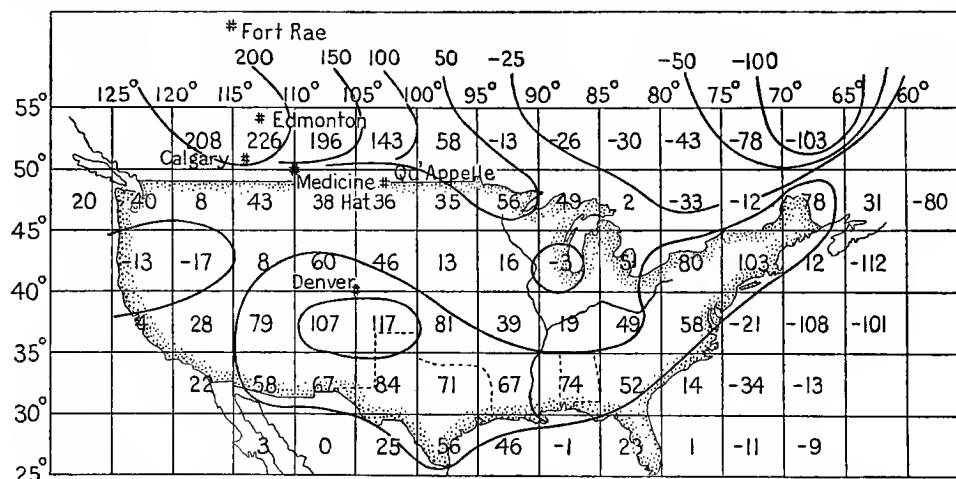 # Fort Rae
200 150 100 50 -25 -50 -100
125° 120° 115° 110° 105° 100° 95° 90° 85° 80° 75° 70° 65° 60°
55°
# Edmonton
208 226 196 143 58 -13 -26 -30 -43 -78 -103
Calgary #
50°
Qu'Appelle
Medicine #
20 40 8 43 38 Hat 36 35 56 49 2 -33 -12 78 31 -80
45°
-13 -17 8 60 46 13 16 -3 51 80 103 12 -112
Denver
40°
4 28 79 107 117 81 39 19 49 58 -21 -108 -101
35°
22 58 67 84 71 67 74 52 14 -34 -13
30°
3 0 25 56 46 -1 23 1 -11 -9
25°